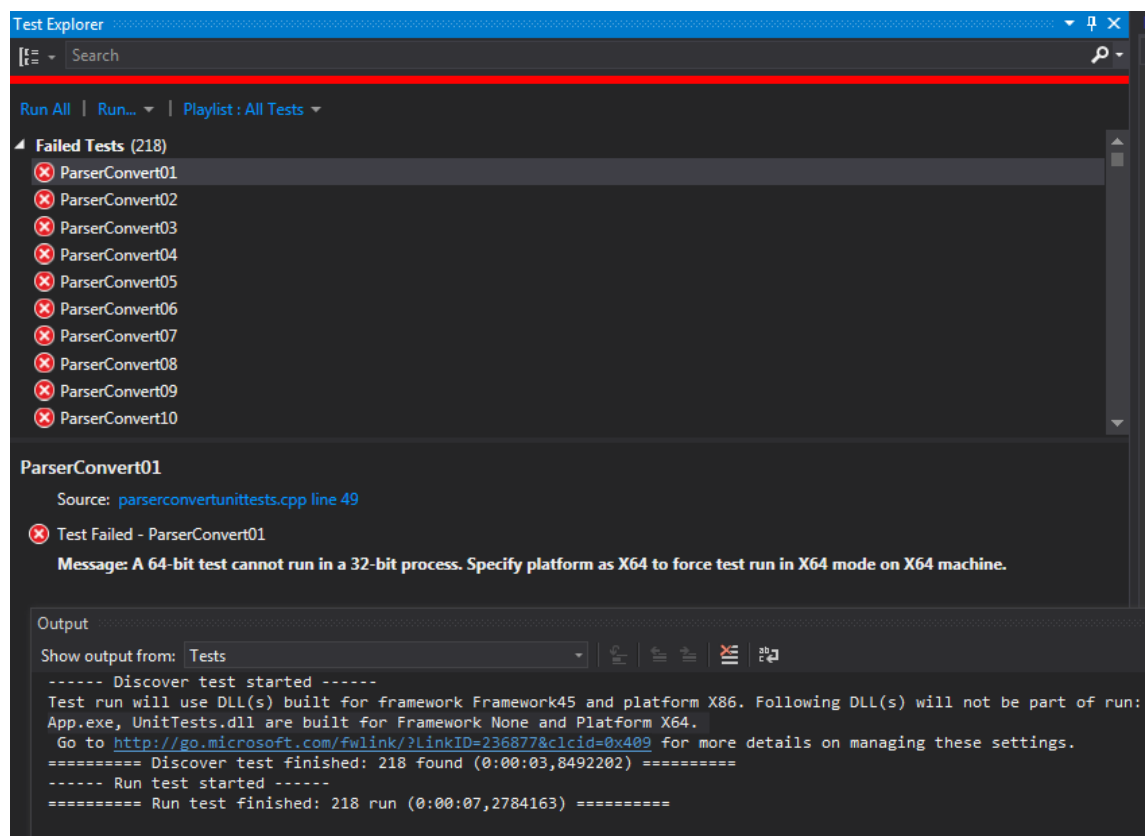 Test Explorer
Search
Run All | Run... | Playlist : All Tests
Failed Tests (218)
ParserConvert01
ParserConvert02
ParserConvert03
ParserConvert04
ParserConvert05
ParserConvert06
ParserConvert07
ParserConvert08
ParserConvert09
ParserConvert10
ParserConvert01
Source: parserconvertunittests.cpp line 49
Test Failed - ParserConvert01
Message: A 64-bit test cannot run in a 32-bit process. Specify platform as X64 to force test run in X64 mode on X64 machine.
Output
Show output from: Tests
------ Discover test started ------
Test run will use DLL(s) built for framework Framework45 and platform X86. Following DLL(s) will not be part of run:
App.exe, UnitTests.dll are built for Framework None and Platform X64.
Go to http://go.microsoft.com/fwlink/?LinkID=236877&clcid=0x409 for more details on managing these settings.
========== Discover test finished: 218 found (0:00:03,8492202) ==========
------ Run test started ------
========== Run test finished: 218 run (0:00:07,2784163) ==========